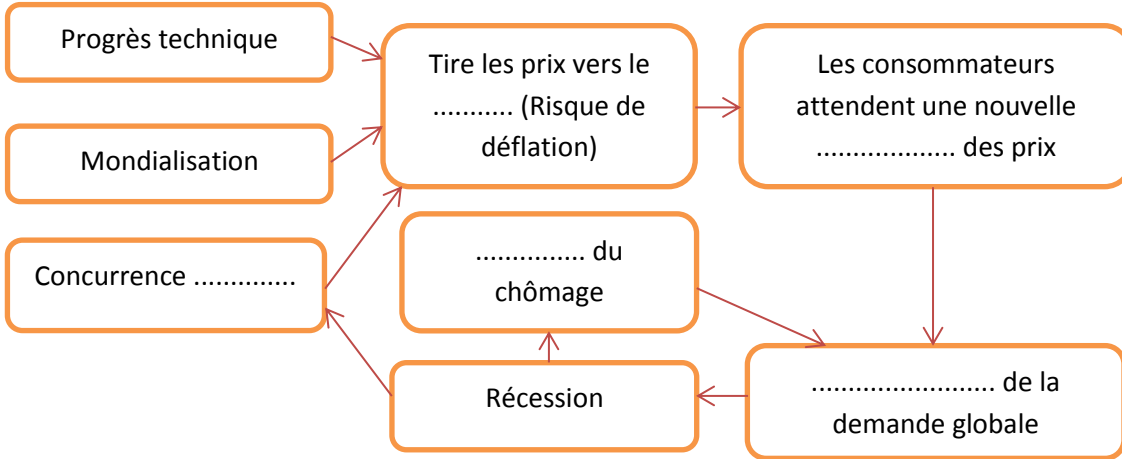 Progrès technique
Mondialisation
Concurrence ..............
Tire les prix vers le
........... (Risque de
déflation)
Les consommateurs
attendent une nouvelle
.................... des prix
............... du
chômage
Récession
.......................... de la
demande globale